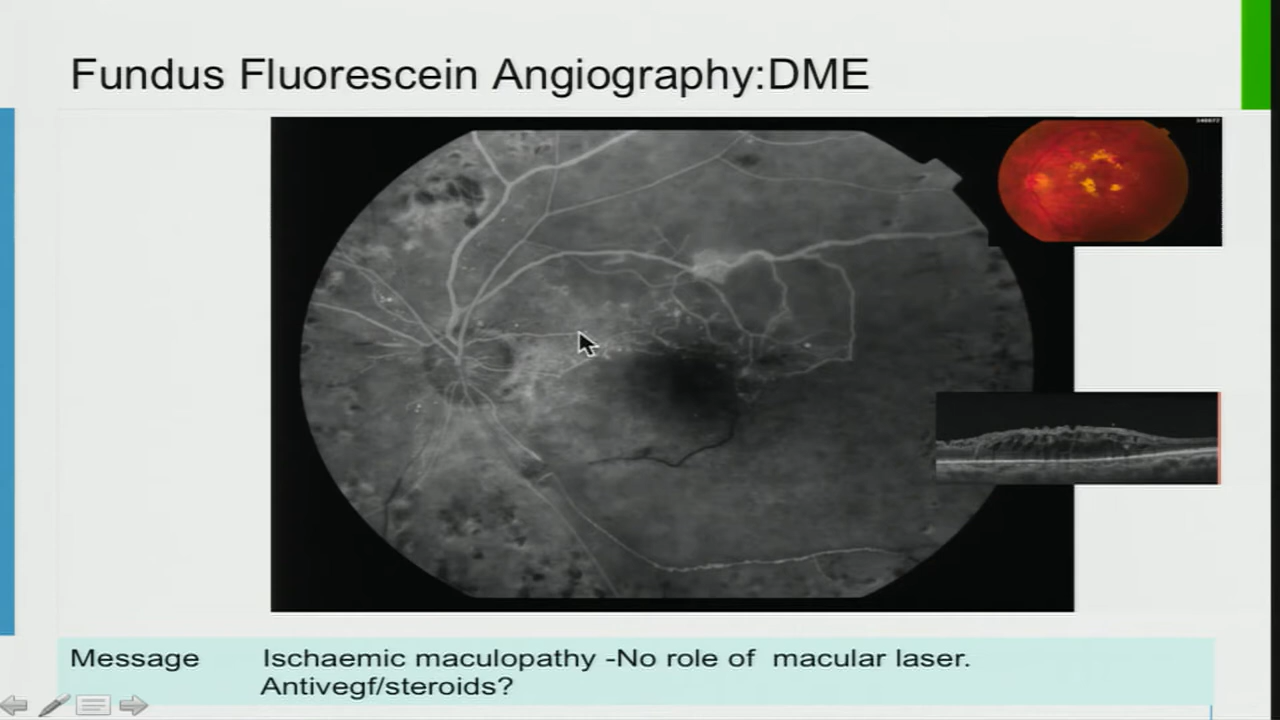 Fundus Fluorescein Angiography:DME
Message
Ischaemic maculopathy -No role of macular laser.
Antivegf/steroids?